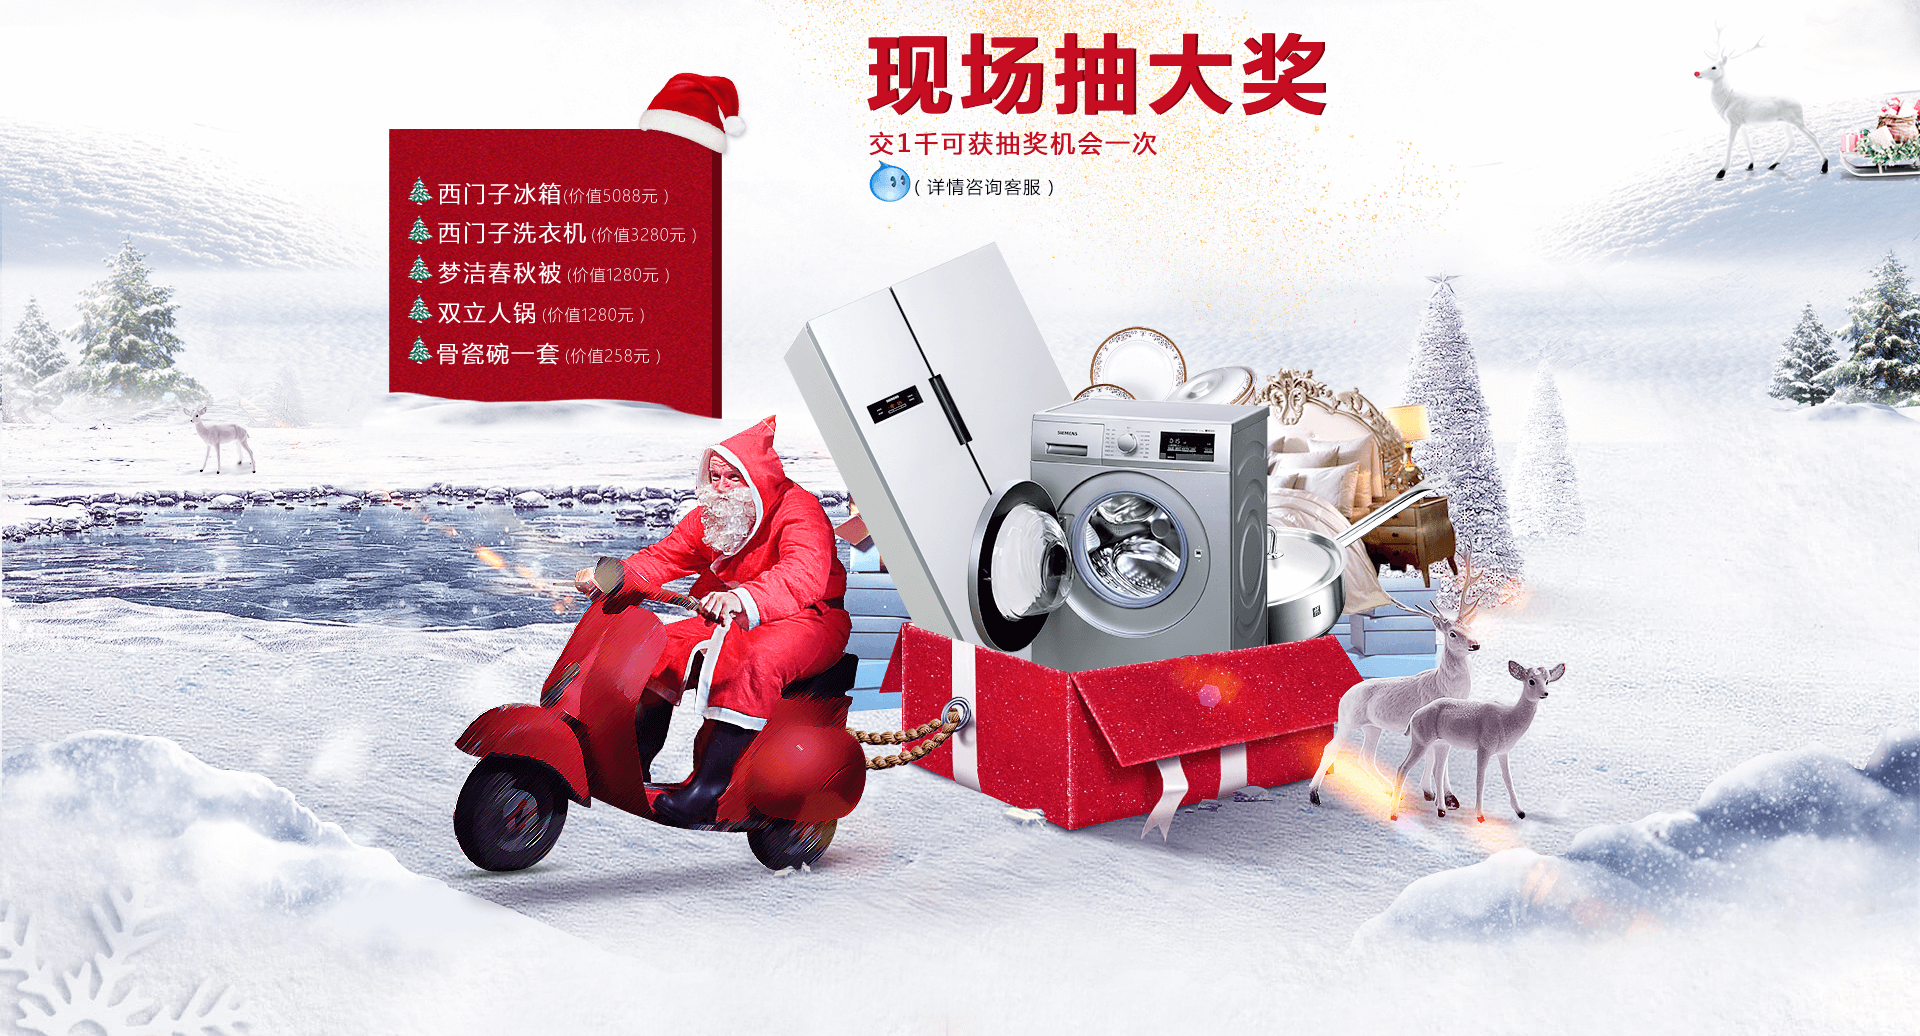 现场抽大奖
交1千可获抽奖机会一次
( 详情咨询客服 )
西门子冰箱(价值5088元 )
西门子洗衣机 (价值3280元 )
梦洁春秋被 (价值1280元 )
双立人锅 (价值1280元 )
骨瓷碗一套 (价值258元 )
SIEMENS